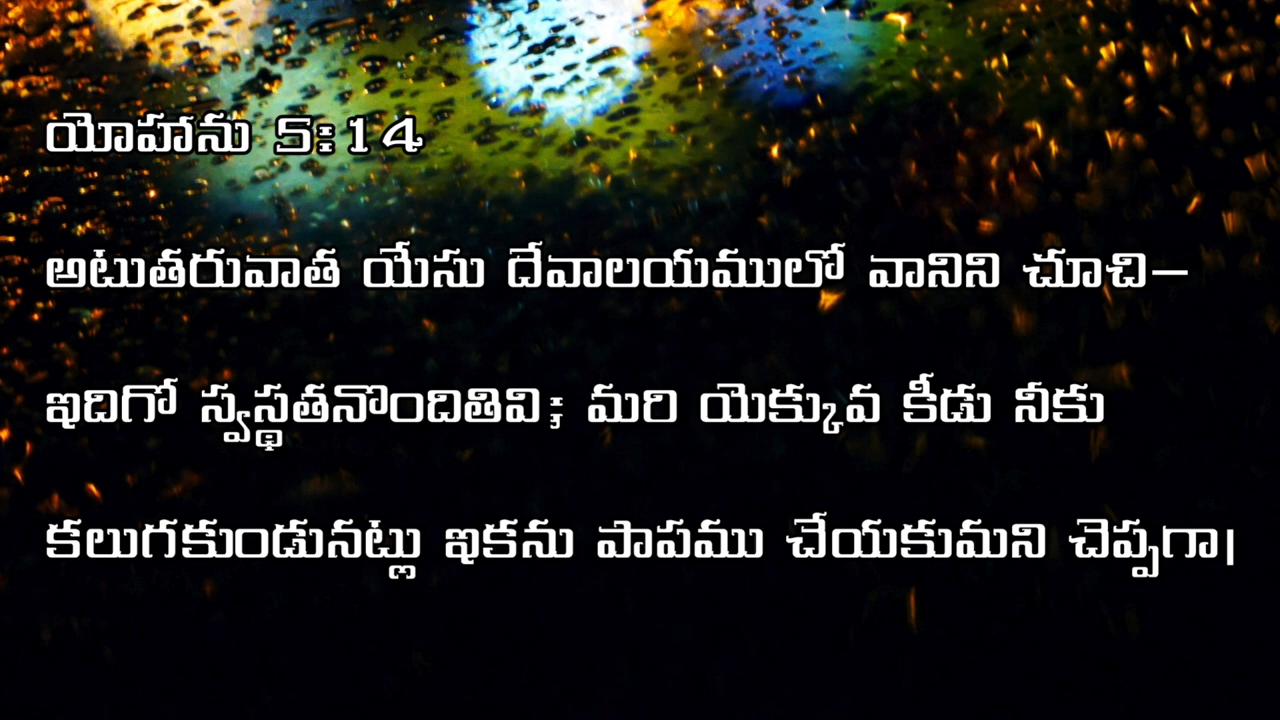 యోహాను 5:14
అటుతరువాత యేసు దేవాలయములో వానిని చూచి–
ఇదిగో స్వస్థతనొందితివి; మరి యెక్కువ కీడు నీకు
కలుగకుండునట్లు ఇకను పాపము చేయకుమని చెప్పగా।